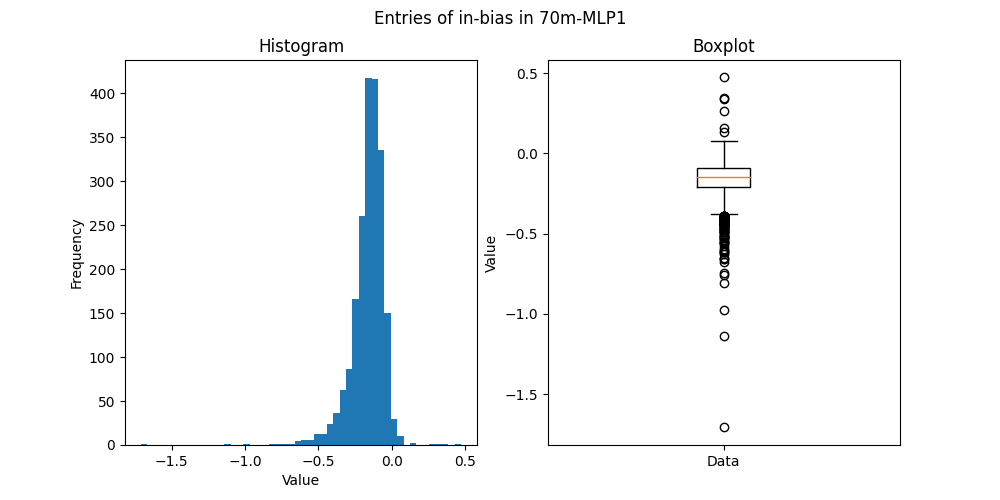 Entries of in-bias in 70m-MLP1
Histogram
Frequency
400
350
300
250
200
150
100
50
0
−1.5
−1.0
−0.5
0.0
0.5
Value
Boxplot
Value
0.5
0.0
−0.5
−1.0
−1.5
Data